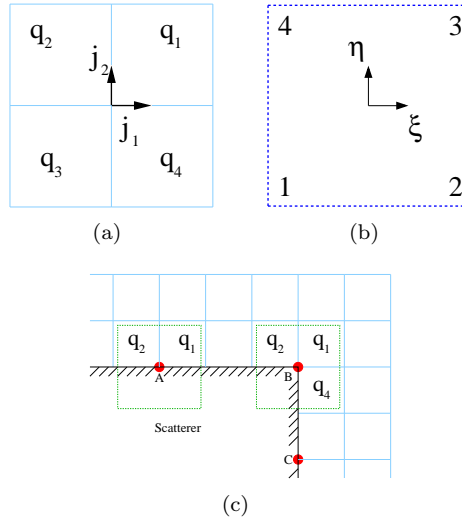 q2 q1 4 3
j2 η
j1 ξ
q3 q4 1 2
(a) (b)
q2 q1 q2 q1
A B q4
Scatterer
C
(c)